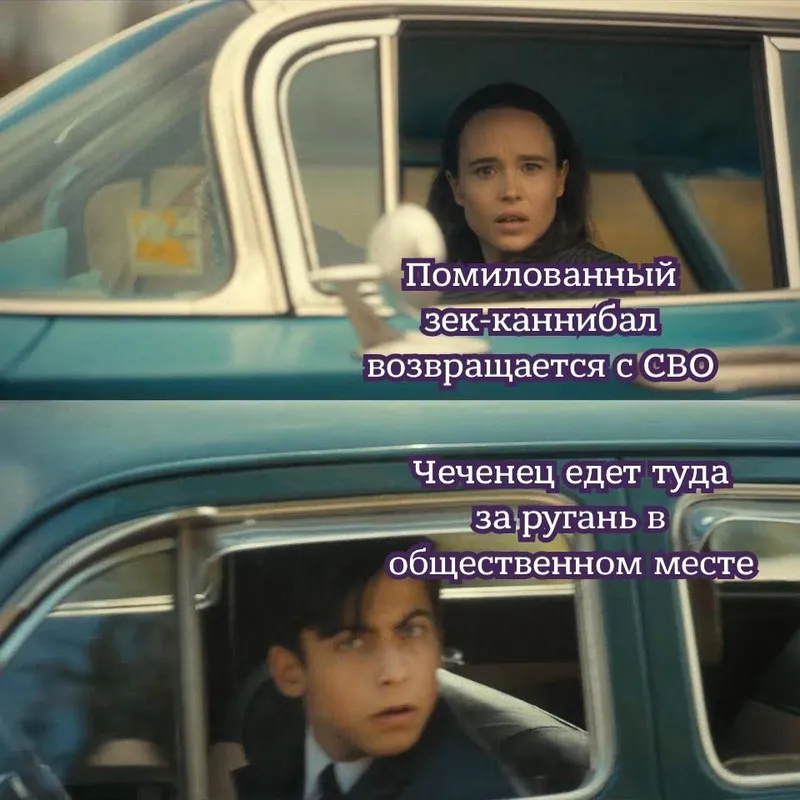 Помилованный
зек-каннибал
возвращается с СВО
Чеченец едет туда
за ругань в
общественном месте